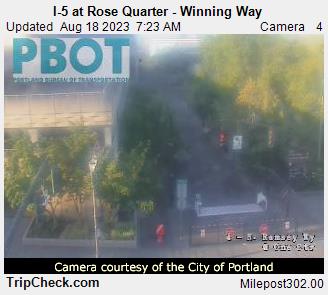 I-5 at Rose Quarter - Winning Way
Updated Aug 18 2023 7:23 AM Camera 4
PBOT
PORTLAND BUREAU OF TRANSPORTATION
Camera courtesy of the City of Portland
TripCheck.com Milepost302.00